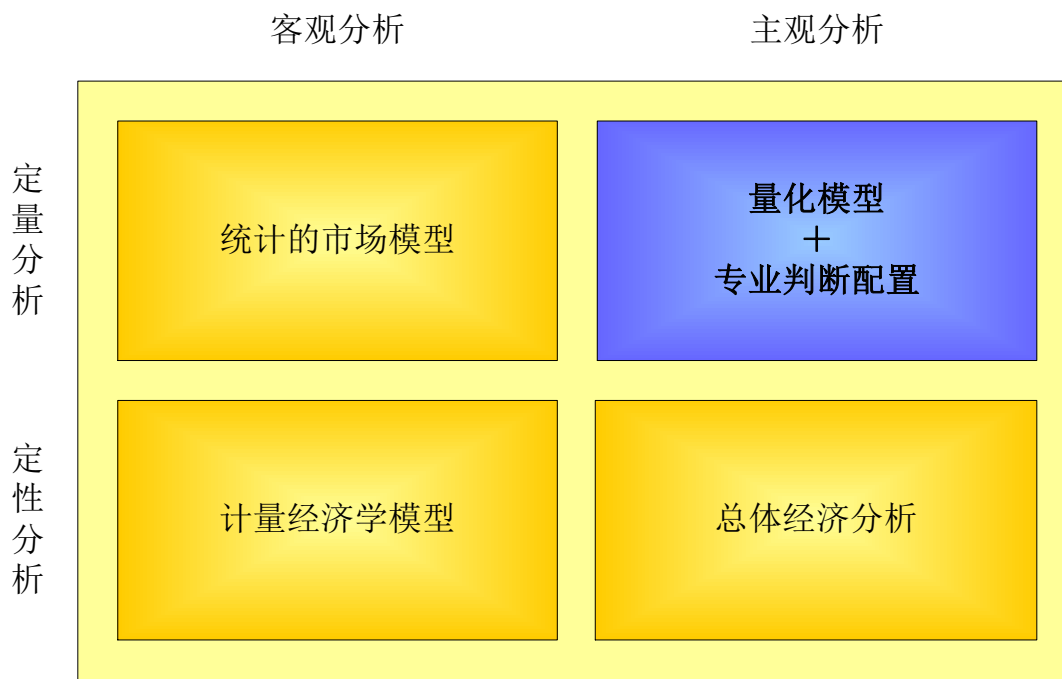 客观分析
主观分析
定量分析
统计的市场模型
量化模型
＋
专业判断配置
定性分析
计量经济学模型
总体经济分析